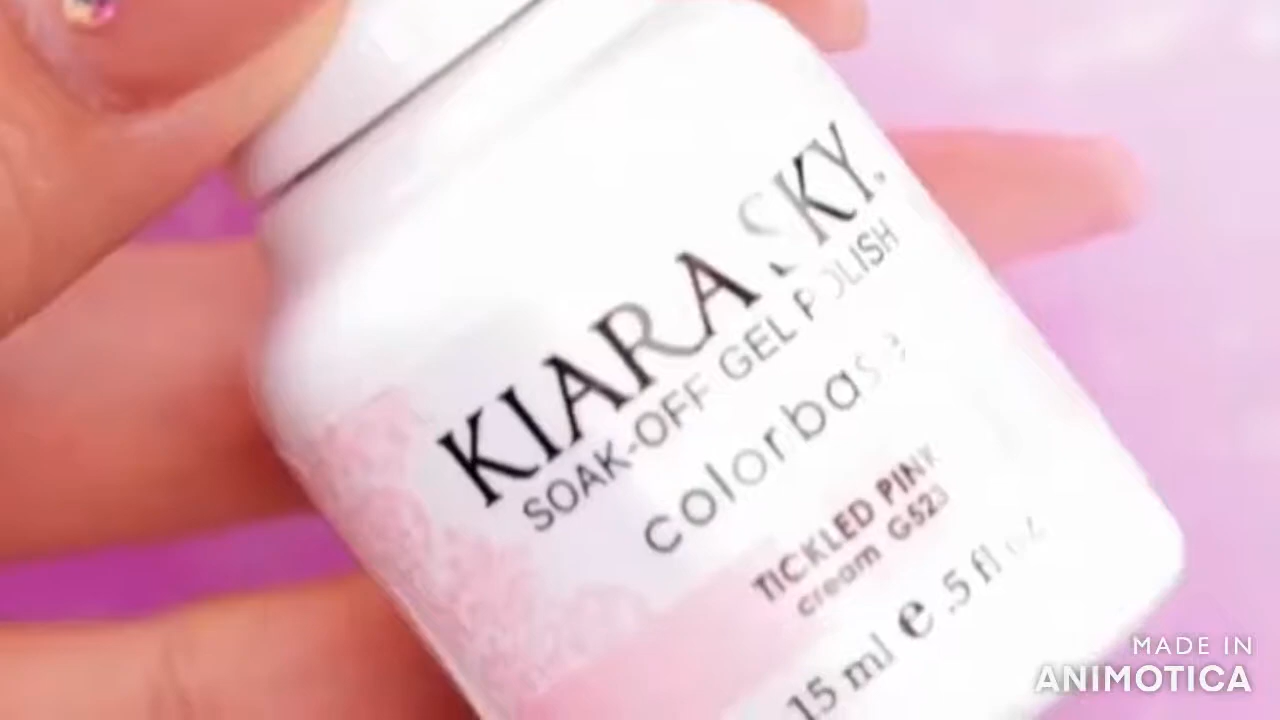 KIARA SKY.
SOAK-OFF GEL POLISH
colorbase
TICKLED PINK
cream G523
15 ml e .5 fl oz
MADE IN
ANIMOTICA